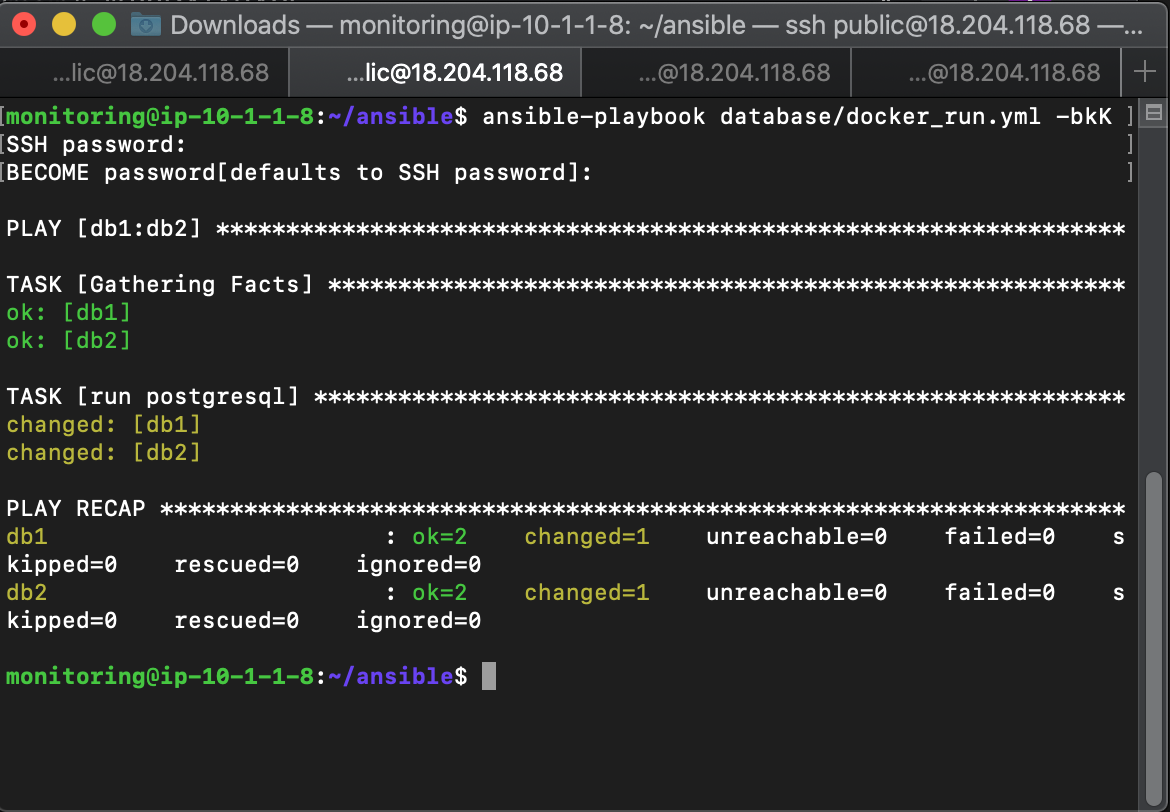 Downloads — monitoring@ip-10-1-1-8: ~/ansible — ssh public@18.204.118.68 —...
...lic@18.204.118.68 ...lic@18.204.118.68 ...@18.204.118.68 ...@18.204.118.68 +
[monitoring@ip-10-1-1-8:~/ansible$ ansible-playbook database/docker_run.yml -bkK ]
[SSH password: ]
[BECOME password[defaults to SSH password]: ]
PLAY [db1:db2] *****************************************************************
TASK [Gathering Facts] *********************************************************
ok: [db1]
ok: [db2]
TASK [run postgresql] **********************************************************
changed: [db1]
changed: [db2]
PLAY RECAP *********************************************************************
db1                        : ok=2    changed=1    unreachable=0    failed=0    s
kipped=0    rescued=0    ignored=0
db2                        : ok=2    changed=1    unreachable=0    failed=0    s
kipped=0    rescued=0    ignored=0
monitoring@ip-10-1-1-8:~/ansible$